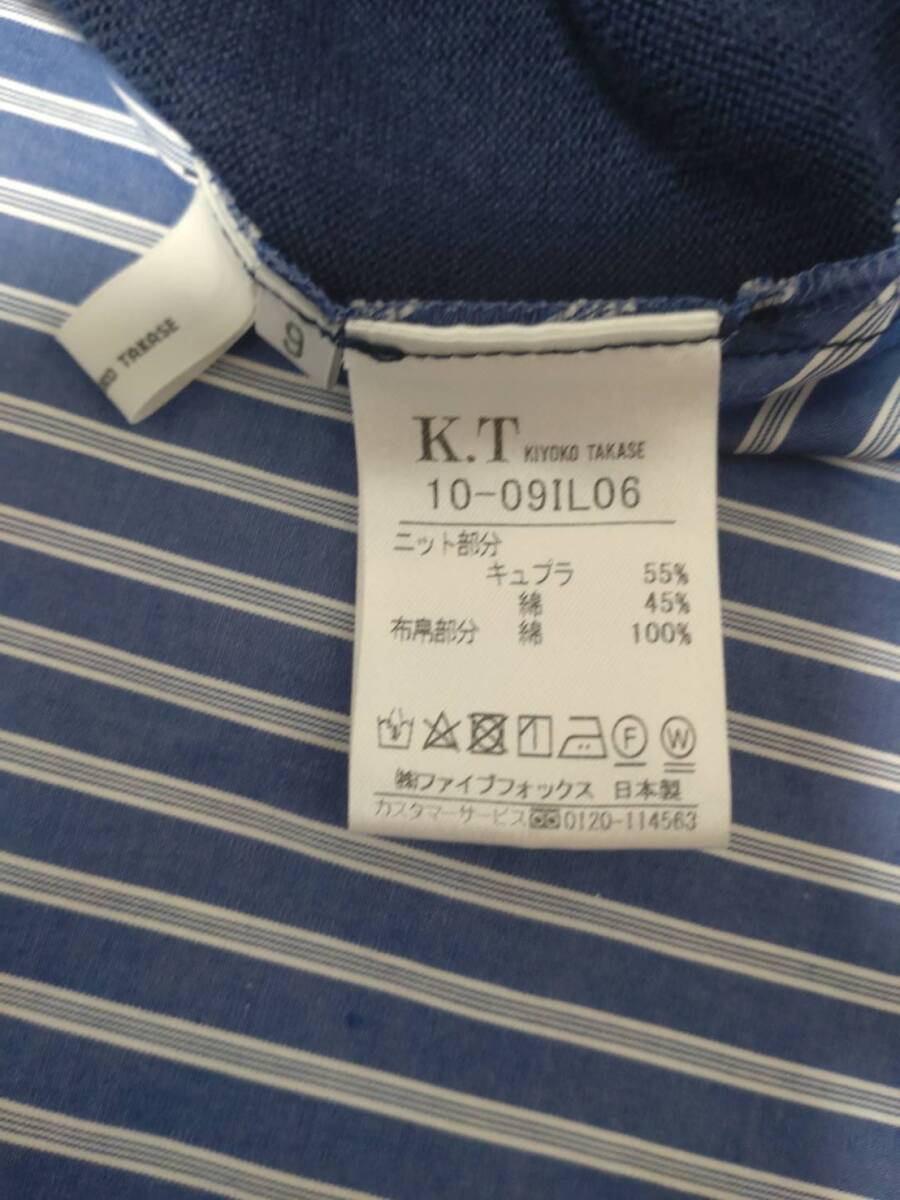 TAKASE
9
K.T KIYOKO TAKASE
10-09IL06
ニット部分
キュプラ 55%
綿 45%
布帛部分 綿 100%
F W
㈱ファイブフォックス 日本製
カスタマーサービス 0120-114563